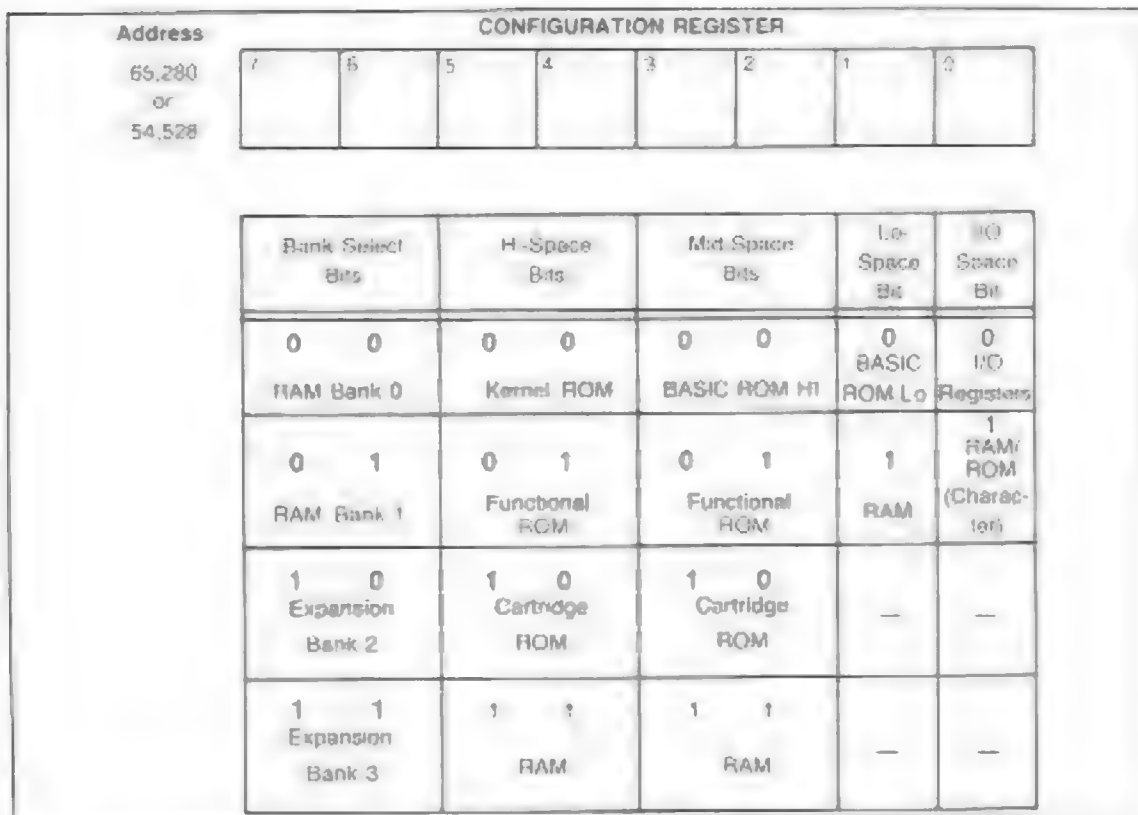 Address CONFIGURATION REGISTER
65,280
or
54,528
7 6 5 4 3 2 1 0
Bank Select Bits
Hi-Space Bits
Mid-Space Bits
Lo-Space Bit
I/O Space Bit
0 0
RAM Bank 0
0 0
Kernel ROM
0 0
BASIC ROM HI
0
BASIC
ROM Lo
0
I/O
Registers
0 1
RAM Bank 1
0 1
Functional
ROM
0 1
Functional
ROM
1
RAM
1
RAM/
ROM
(Charac-
ter)
1 0
Expansion
Bank 2
1 0
Cartridge
ROM
1 0
Cartridge
ROM
—
—
1 1
Expansion
Bank 3
1 1
RAM
1 1
RAM
—
—